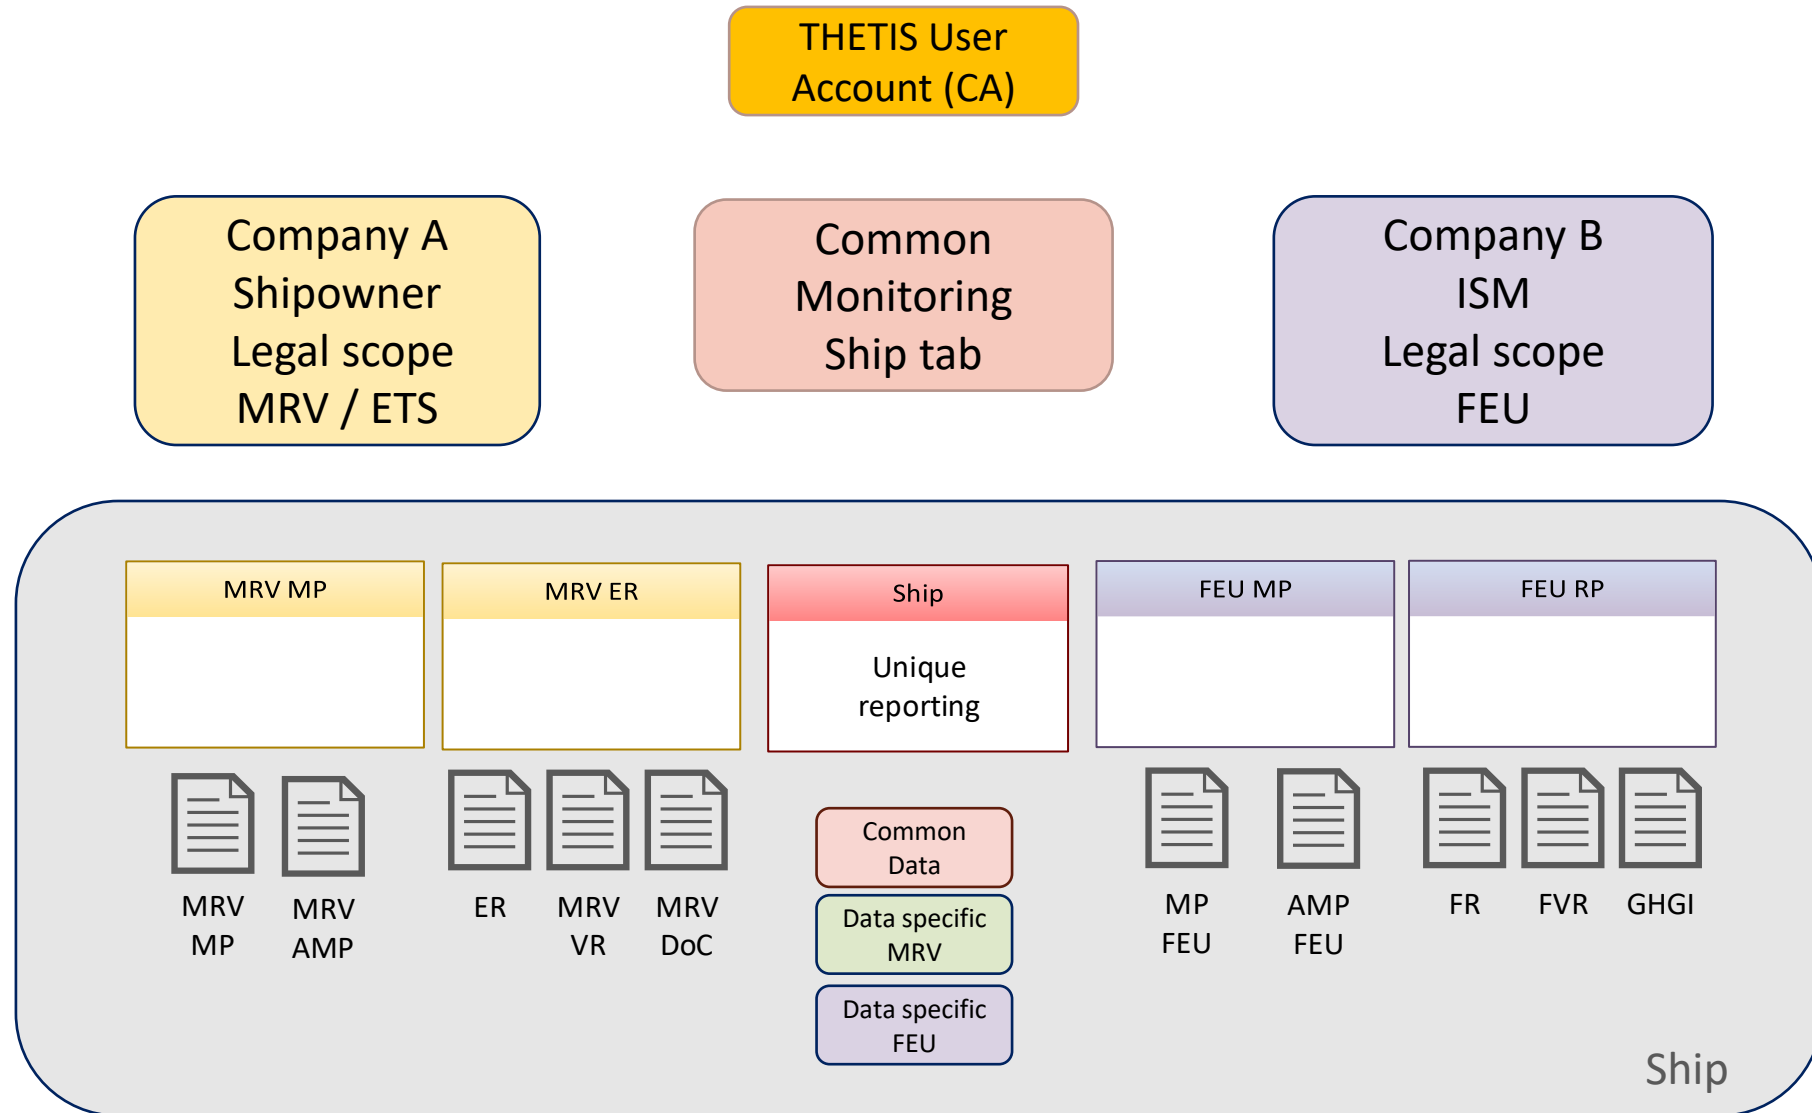 THETIS User
Account (CA)
Company A
Shipowner
Legal scope
MRV / ETS
Common
Monitoring
Ship tab
Company B
ISM
Legal scope
FEU
MRV MP
MRV ER
Ship
Unique
reporting
FEU MP
FEU RP
MRV
MP
MRV
AMP
ER
MRV
VR
MRV
DoC
Common
Data
Data specific
MRV
Data specific
FEU
MP
FEU
AMP
FEU
FR
FVR
GHGI
Ship